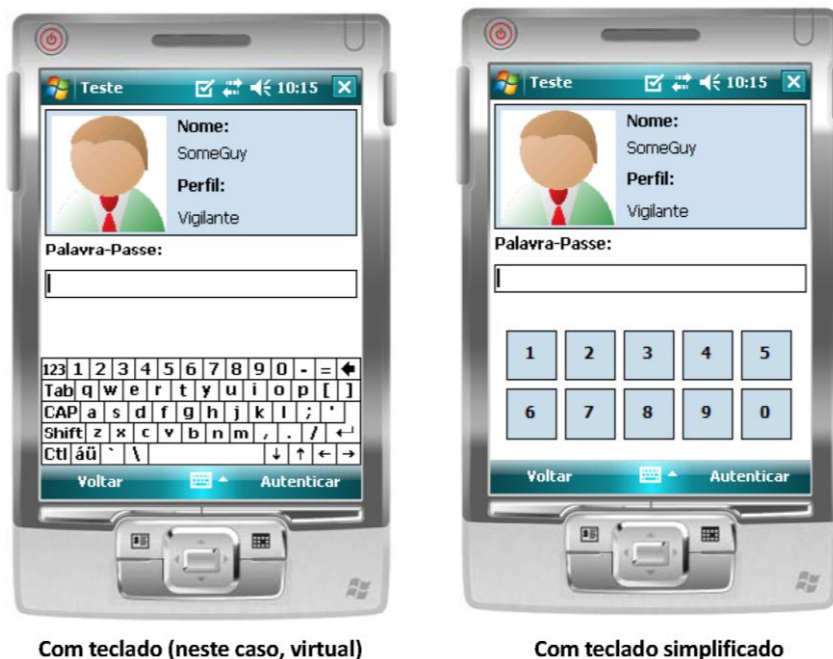 Teste 10:15
Nome:
SomeGuy
Perfil:
Vigilante
Palavra-Passe:
123 1 2 3 4 5 6 7 8 9 0 - =
Tab q w e r t y u i o p [ ]
CAP a s d f g h j k l ; '
Shift z x c v b n m , . /
Ctl áü ` \
Voltar Autenticar
Com teclado (neste caso, virtual)
Teste 10:15
Nome:
SomeGuy
Perfil:
Vigilante
Palavra-Passe:
1 2 3 4 5
6 7 8 9 0
Voltar Autenticar
Com teclado simplificado